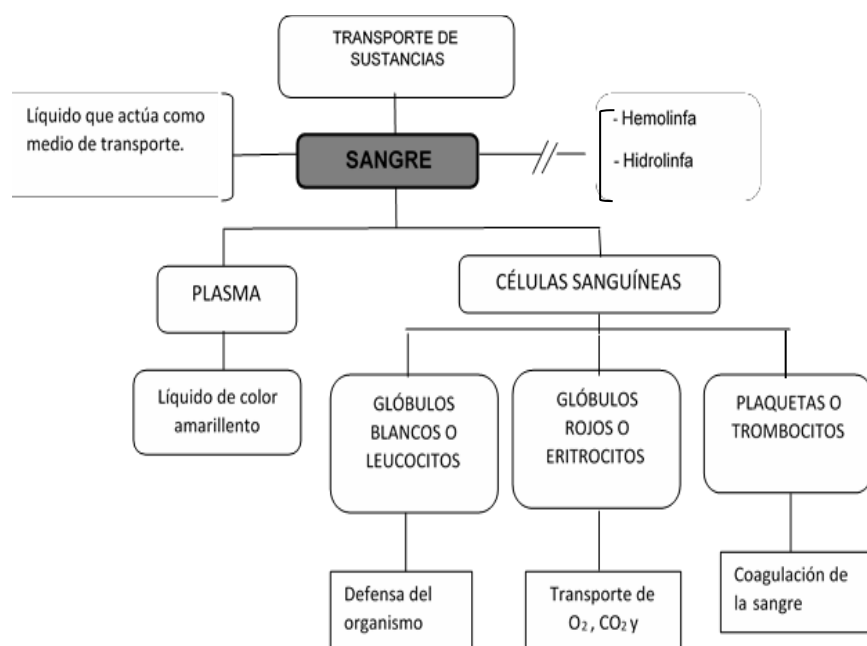 TRANSPORTE DE
SUSTANCIAS
Líquido que actúa como
medio de transporte.
SANGRE
- Hemolinfa
- Hidrolinfa
PLASMA
CÉLULAS SANGUÍNEAS
Líquido de color
amarillento
GLÓBULOS
BLANCOS O
LEUCOCITOS
GLÓBULOS
ROJOS O
ERITROCITOS
PLAQUETAS O
TROMBOCITOS
Defensa del
organismo
Transporte de
O₂ , CO₂ y
Coagulación de
la sangre